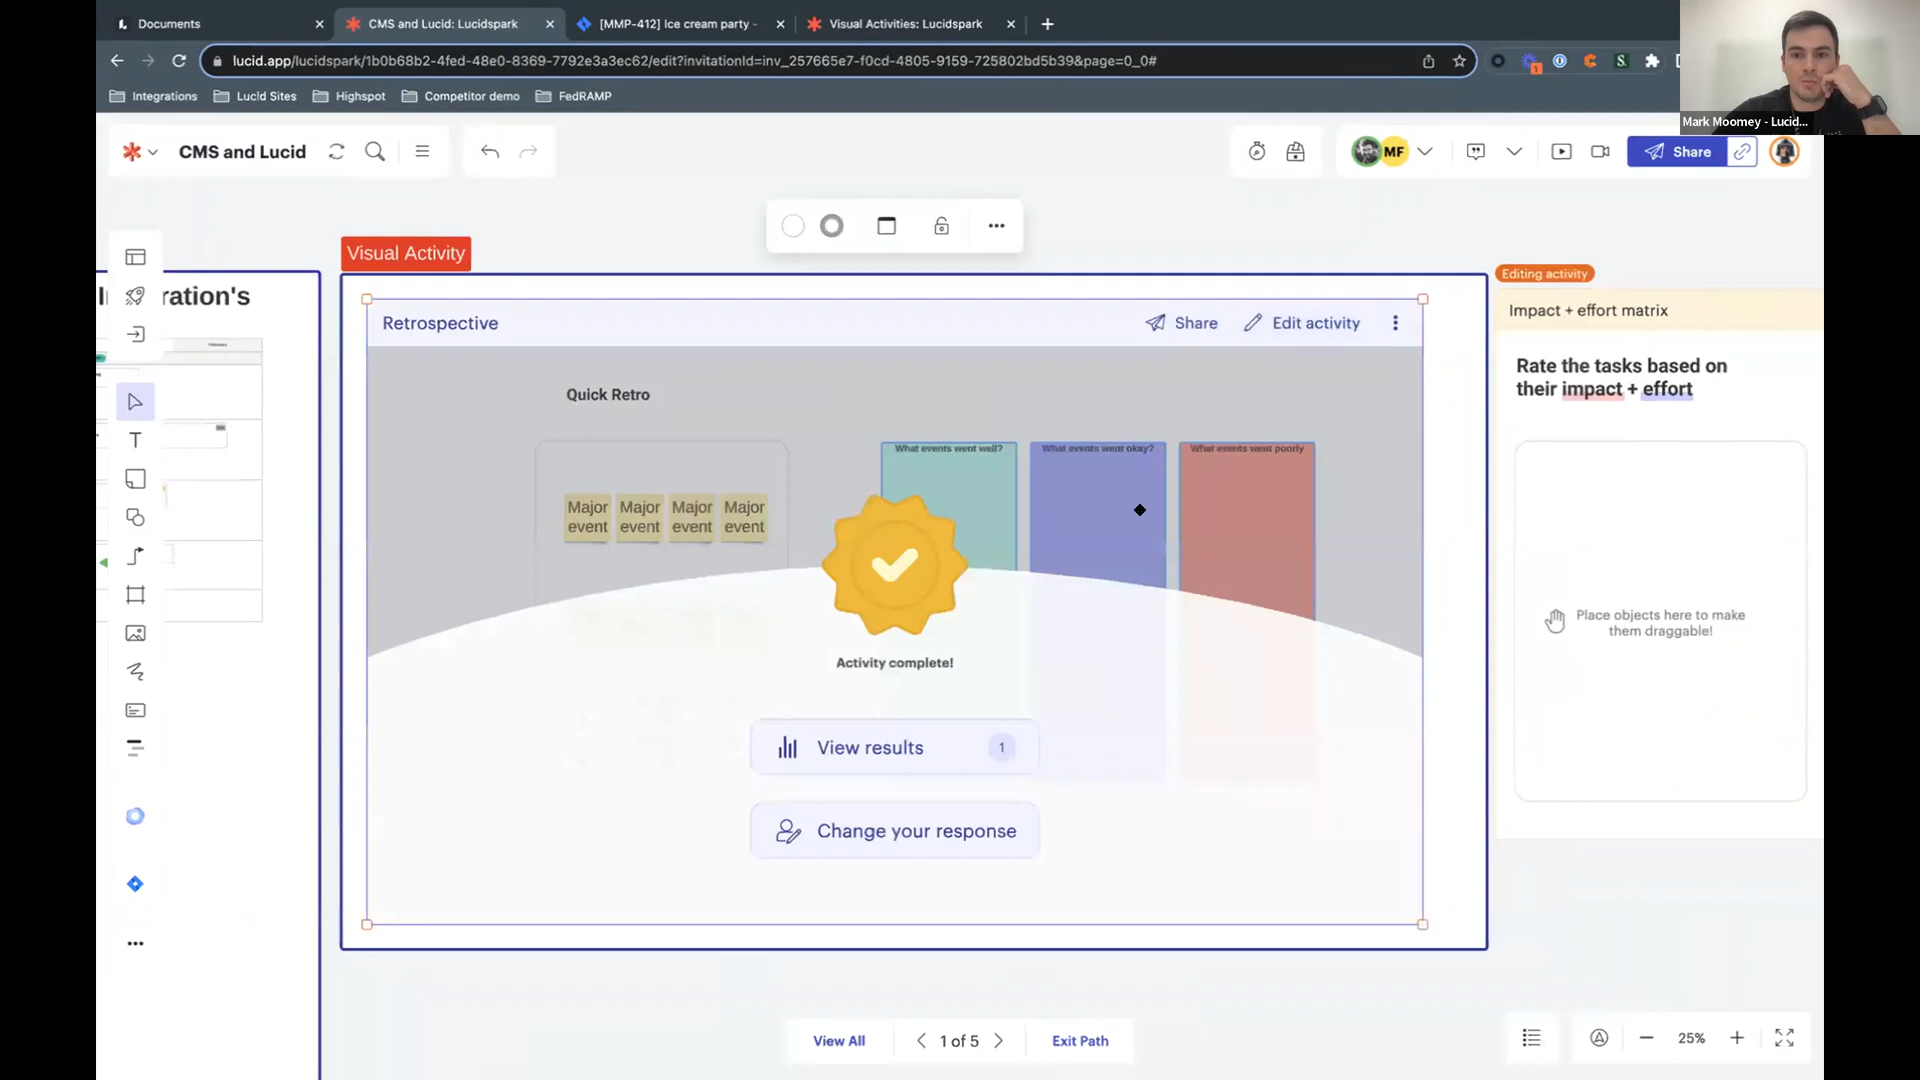 Documents
CMS and Lucid: Lucidspark
[MMP-412] Ice cream party -
Visual Activities: Lucidspark
lucid.app/lucidspark/1b0b68b2-4fed-48e0-8369-7792e3a3ec62/edit?invitationId=inv_257665e7-f0cd-4805-9159-725802bd5b39&page=0_0#
Integrations
Lucid Sites
Highspot
Competitor demo
FedRAMP
Mark Moomey - Lucid...
CMS and Lucid
MF
Share
Visual Activity
Editing activity
ration's
Retrospective
Share
Edit activity
Impact + effort matrix
Rate the tasks based on
their impact + effort
Quick Retro
What events went well?
What events went okay?
What events went poorly
Major event
Major event
Major event
Major event
Place objects here to make
them draggable!
Activity complete!
View results
1
Change your response
View All
1 of 5
Exit Path
25%